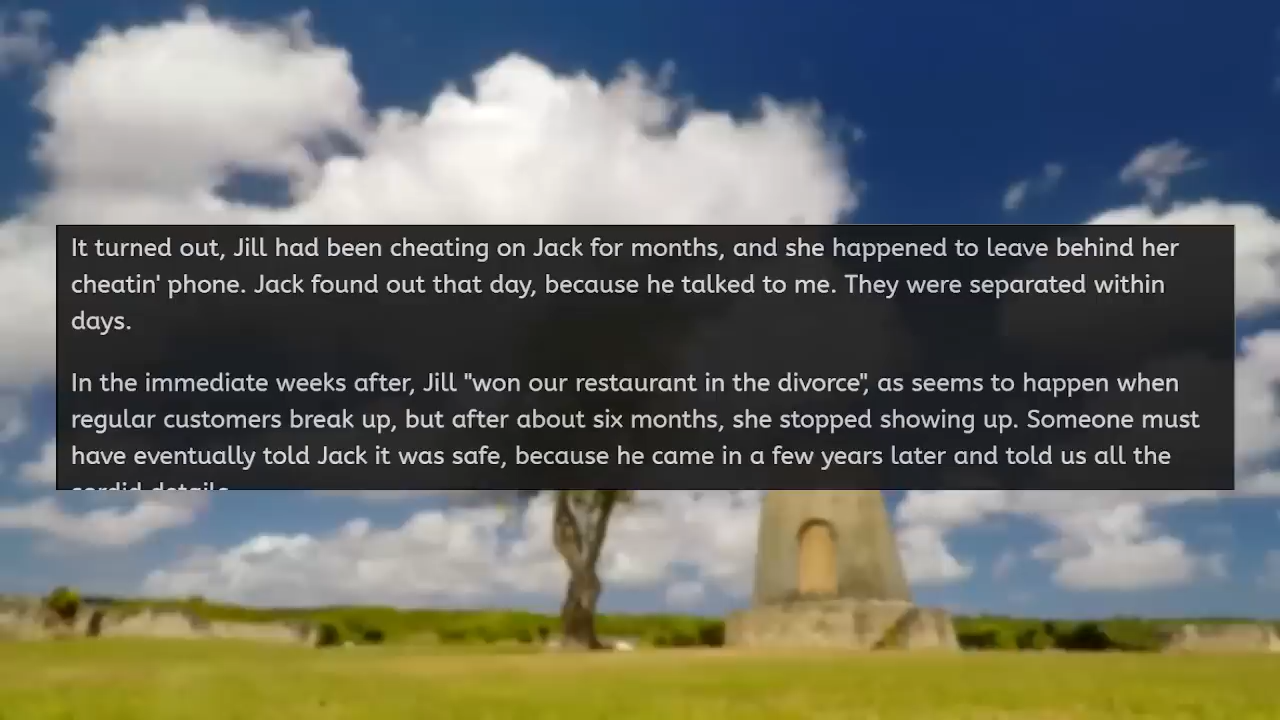 It turned out, Jill had been cheating on Jack for months, and she happened to leave behind her
cheatin' phone. Jack found out that day, because he talked to me. They were separated within
days.
In the immediate weeks after, Jill "won our restaurant in the divorce", as seems to happen when
regular customers break up, but after about six months, she stopped showing up. Someone must
have eventually told Jack it was safe, because he came in a few years later and told us all the
sordid details.